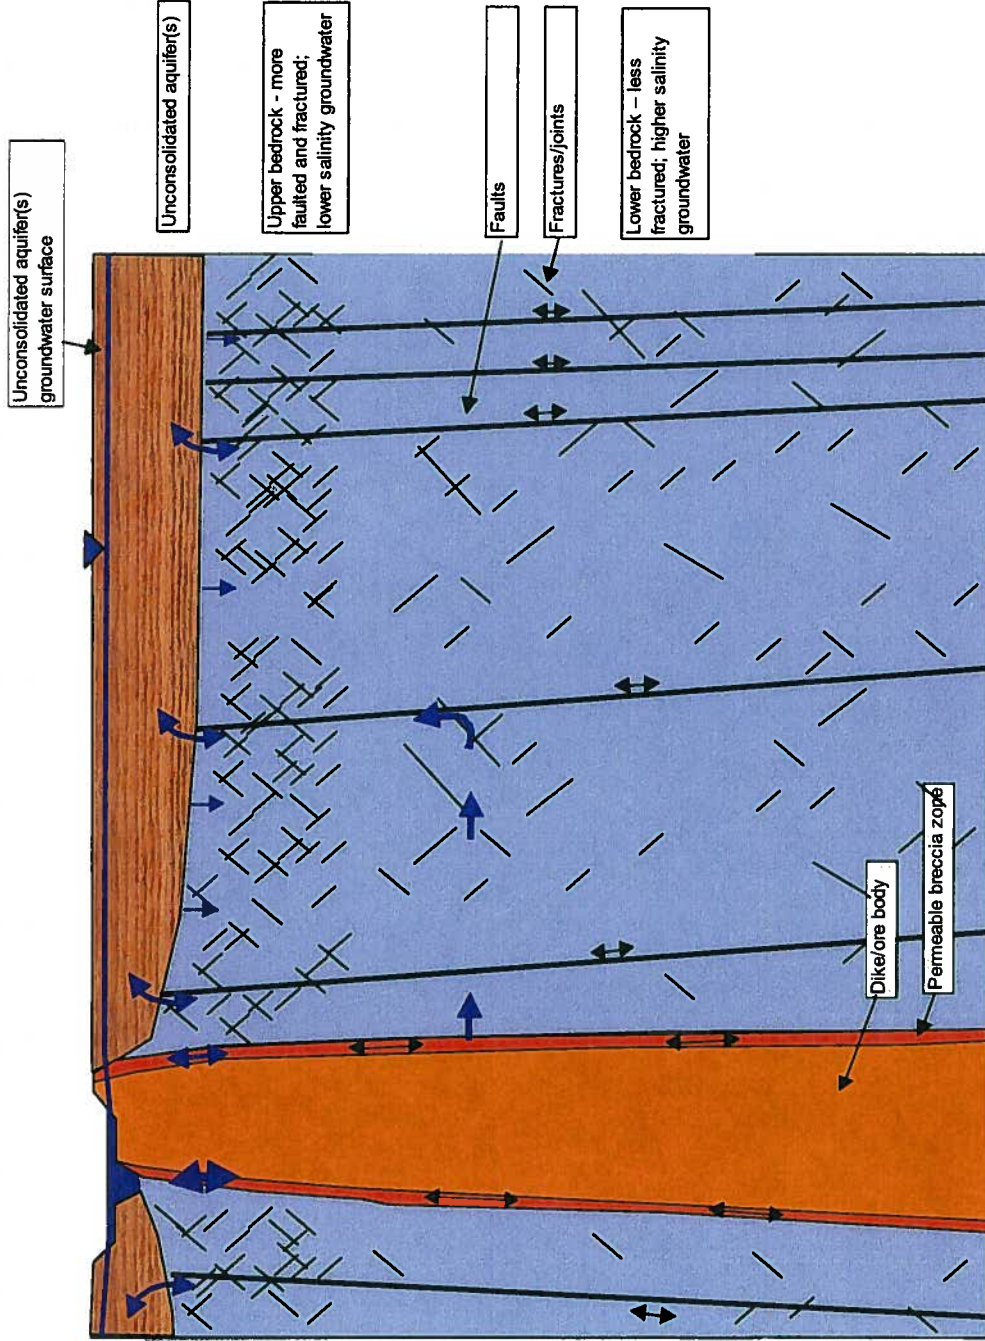 Unconsolidated aquifer(s)
groundwater surface
Unconsolidated aquifer(s)
Upper bedrock - more
faulted and fractured;
lower salinity groundwater
Faults
Fractures/joints
Lower bedrock – less
fractured; higher salinity
groundwater
Dike/ore body
Permeable breccia zone